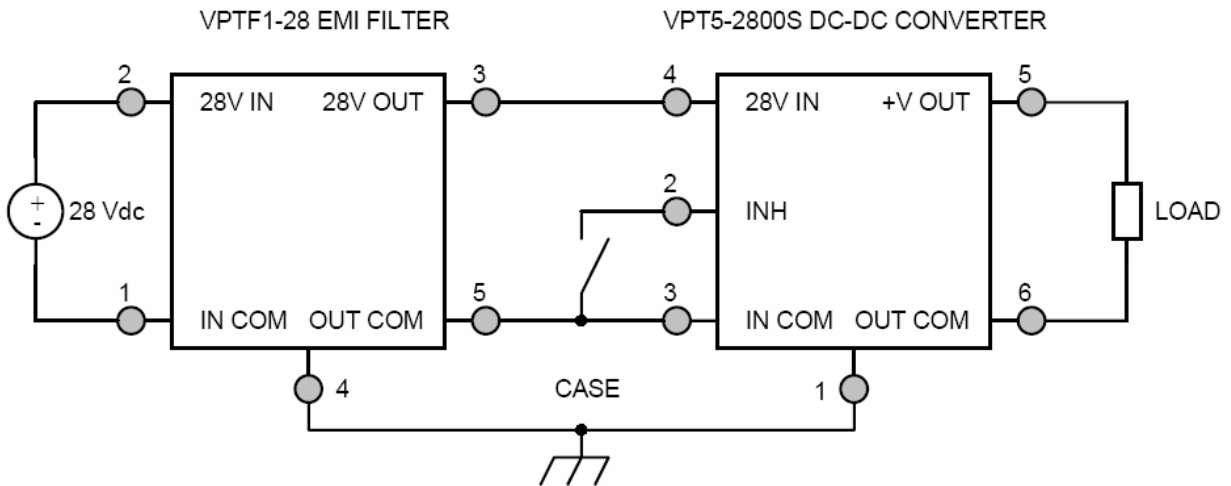 VPTF1-28 EMI FILTER
VPT5-2800S DC-DC CONVERTER
2
3
4
5
28V IN
28V OUT
28V IN
+V OUT
2
+
-
28 Vdc
INH
LOAD
1
5
3
6
IN COM
OUT COM
IN COM
OUT COM
4
CASE
1